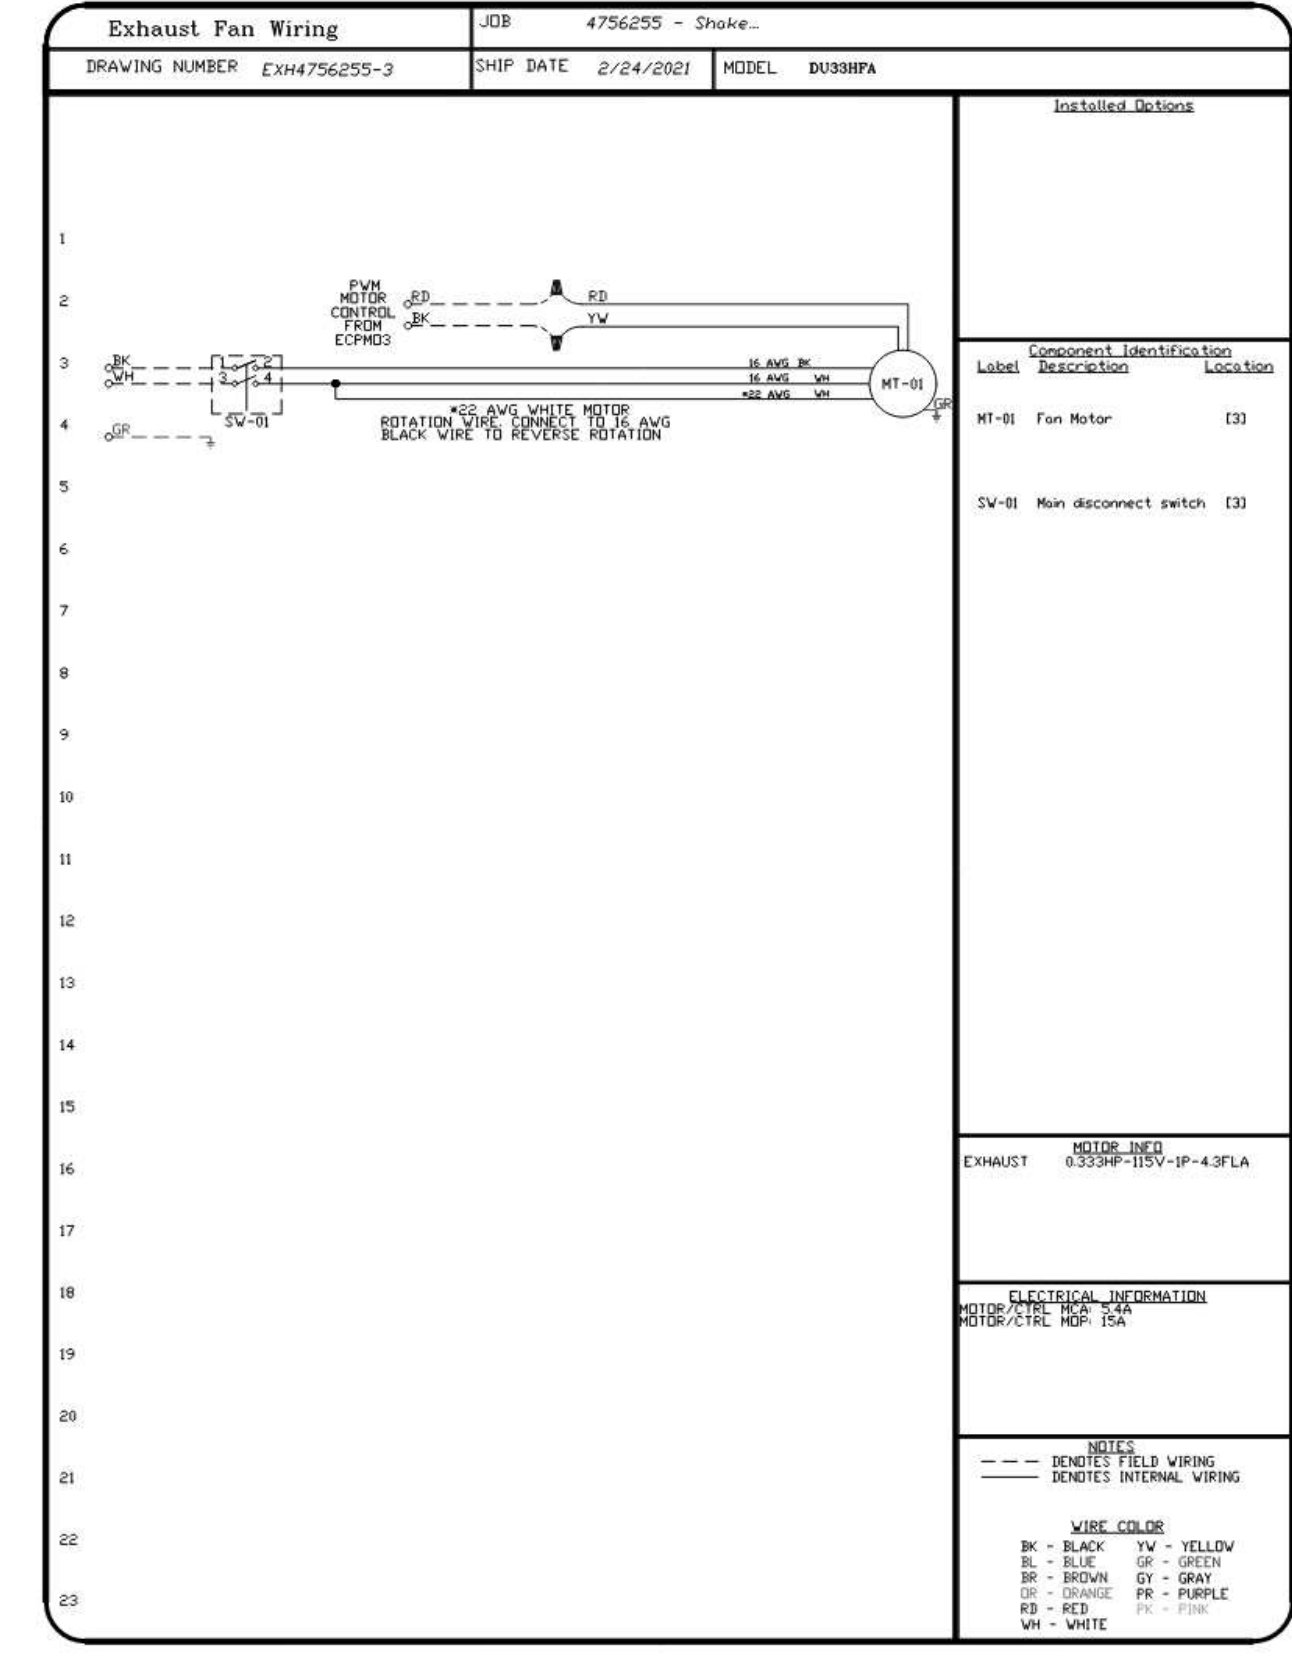 Exhaust Fan Wiring
JOB 4756255 - Shake...
DRAWING NUMBER EXH4756255-3
SHIP DATE 2/24/2021
MODEL DU33HFA
Installed Options
1
2
PWM
MOTOR
CONTROL
FROM
ECPM03
RD
BK
RD
YW
3
BK
WH
1 2
3 4
SW-01
16 AWG BK
16 AWG WH
*22 AWG WH
MT-01
GR
*22 AWG WHITE MOTOR
ROTATION WIRE. CONNECT TO 16 AWG
BLACK WIRE TO REVERSE ROTATION
4
GR
5
6
7
8
9
10
11
12
13
14
15
16
17
18
19
20
21
22
23
Component Identification
Label Description Location
MT-01 Fan Motor [3]
SW-01 Main disconnect switch [3]
MOTOR INFO
EXHAUST 0.333HP-115V-1P-4.3FLA
ELECTRICAL INFORMATION
MOTOR/CTRL MCA: 5.4A
MOTOR/CTRL MOP: 15A
NOTES
DENOTES FIELD WIRING
DENOTES INTERNAL WIRING
WIRE COLOR
BK - BLACK YW - YELLOW
BL - BLUE GR - GREEN
BR - BROWN GY - GRAY
OR - ORANGE PR - PURPLE
RD - RED PK - PINK
WH - WHITE